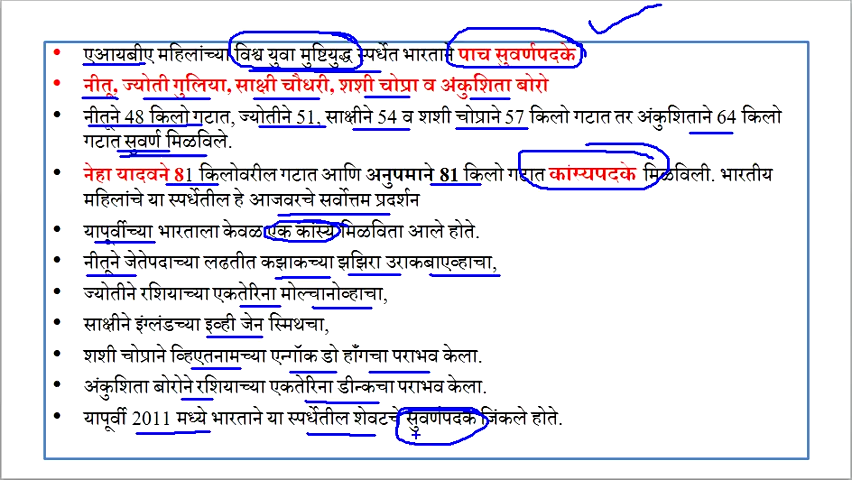 एआयबीए महिलांच्या विश्व युवा मुष्टियुद्ध स्पर्धेत भारताने पाच सुवर्णपदके
नीतू, ज्योती गुलिया, साक्षी चौधरी, शशी चोप्रा व अंकुशिता बोरो
नीतूने 48 किलो गटात, ज्योतीने 51, साक्षीने 54 व शशी चोप्राने 57 किलो गटात तर अंकुशिताने 64 किलो
गटात सुवर्ण मिळविले.
नेहा यादवने 81 किलोवरील गटात आणि अनुपमाने 81 किलो गटात कांस्यपदके मिळविली. भारतीय
महिलांचे या स्पर्धेतील हे आजवरचे सर्वोत्तम प्रदर्शन
यापूर्वीच्या भारताला केवळ एक कांस्य मिळविता आले होते.
नीतूने जेतेपदाच्या लढतीत कझाकच्या झझिरा उराकबाएव्हाचा,
ज्योतीने रशियाच्या एकतेरिना मोल्चानोव्हाचा,
साक्षीने इंग्लंडच्या इव्ही जेन स्मिथचा,
शशी चोप्राने व्हिएतनामच्या एन्गॉक डो हाँगचा पराभव केला.
अंकुशिता बोरोने रशियाच्या एकतेरिना डीन्कचा पराभव केला.
यापूर्वी 2011 मध्ये भारताने या स्पर्धेतील शेवटचे सुवर्णपदक जिंकले होते.